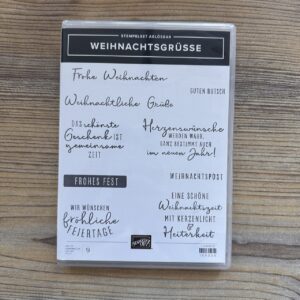 STEMPELSET ABLÖSBAR
WEIHNACHTSGRÜSSE
Frohe Weihnachten
GUTEN RUTSCH
Weihnachtliche Grüße
DAS schönste
Geschenk IST
gemeinsame
ZEIT
Herzenswünsche
WERDEN WAHR,
GANZ BESTIMMT AUCH
im neuen Jahr!
FROHES FEST
WEIHNACHTSPOST
WIR WÜNSCHEN
fröhliche
FEIERTAGE
EINE SCHÖNE
Weihnachtszeit
MIT KERZENLICHT
& Heiterkeit